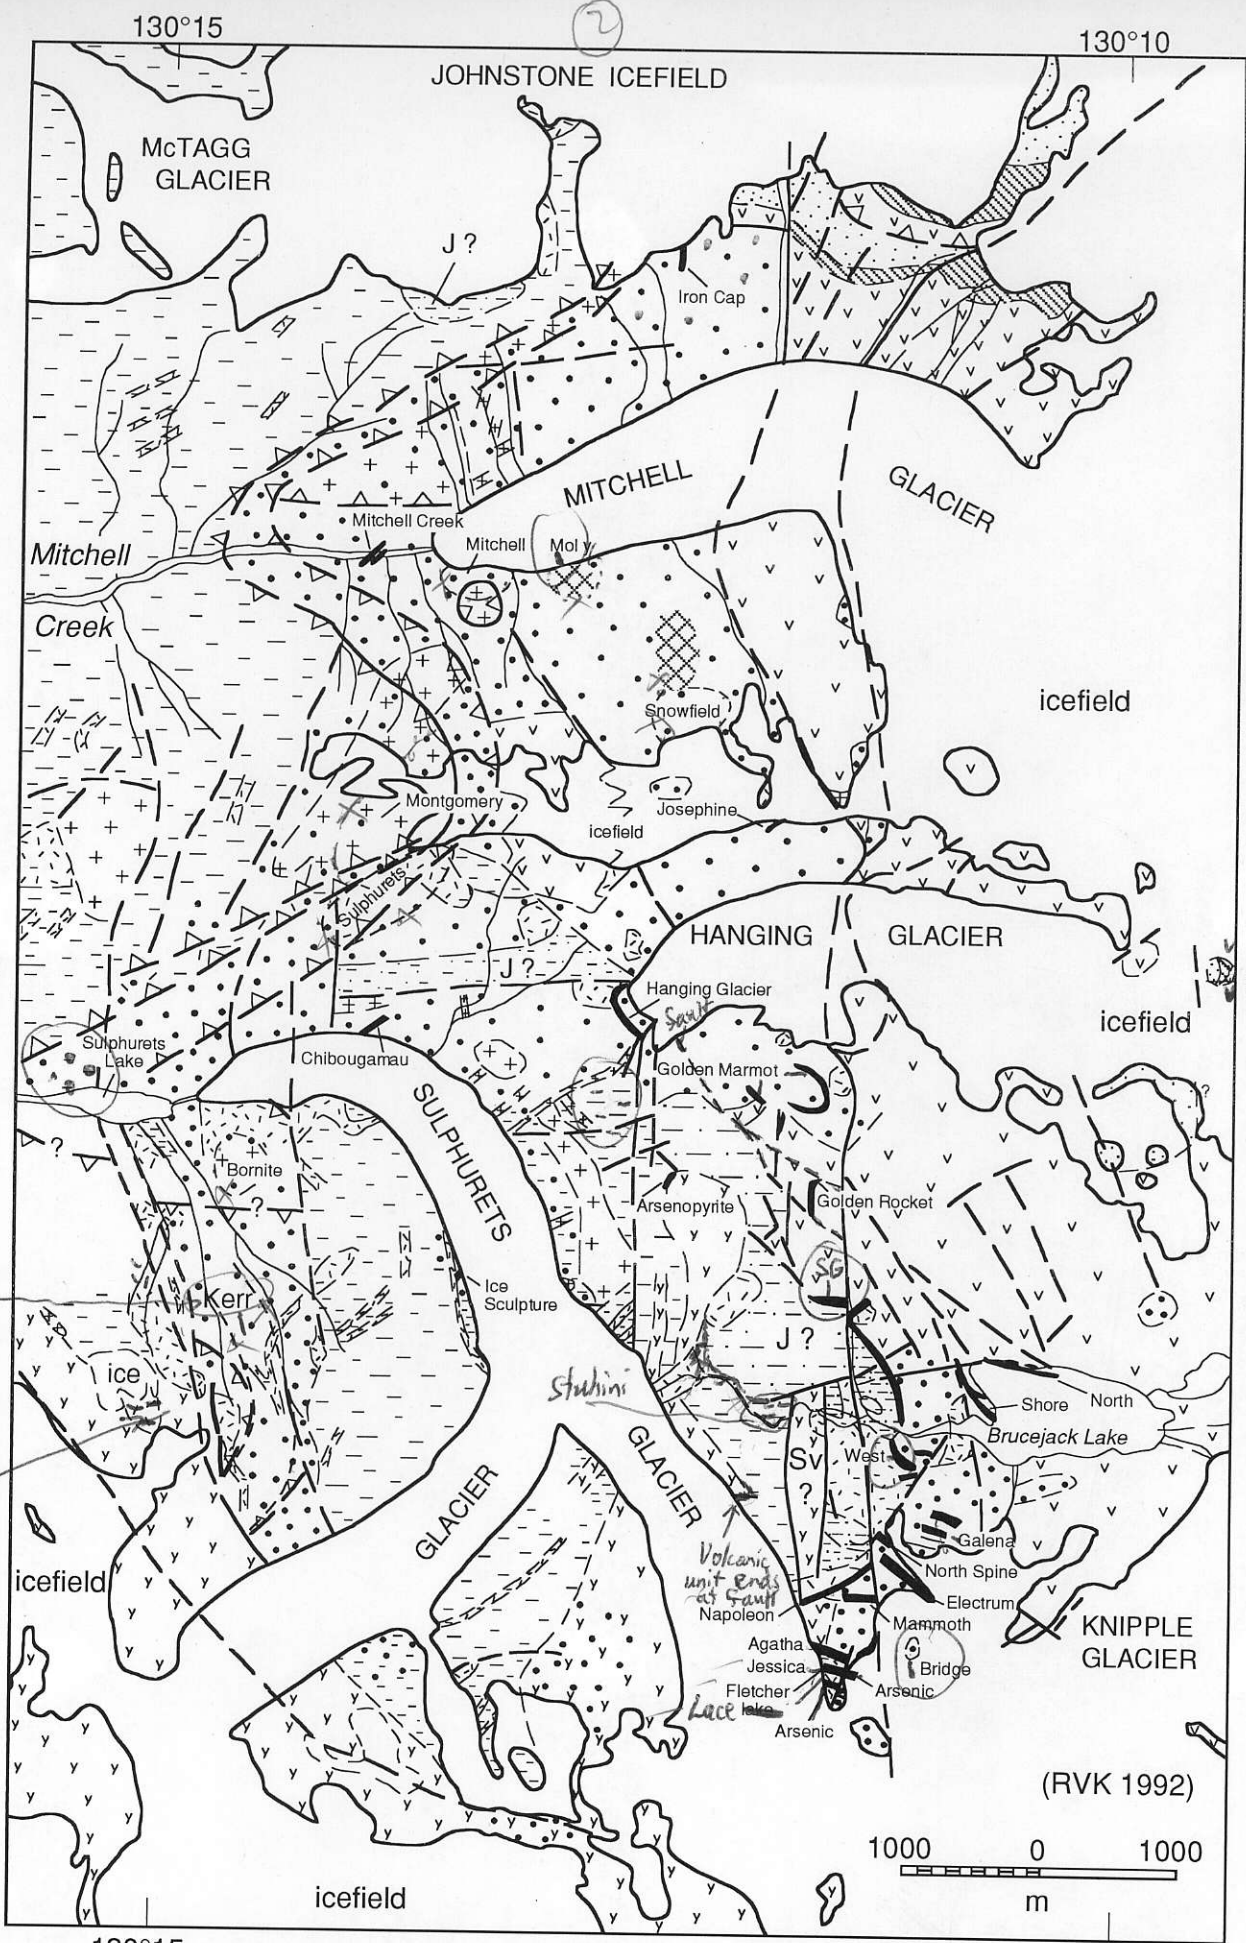 2
130°15
130°10
JOHNSTONE ICEFIELD
McTAGG
GLACIER
J ?
Iron Cap
MITCHELL
GLACIER
Mitchell Creek
Mitchell
Moly
Mitchell
Creek
Snowfield
icefield
Montgomery
Josephine
icefield
Sulphurets
HANGING GLACIER
J ?
Hanging Glacier
icefield
Sulphurets
Lake
Chibougamau
Golden Marmot
SULPHURETS
?
Bornite
?
Arsenopyrite
Golden Rocket
?
SG
Kerr
Ice
Sculpture
J ?
ice
Stuhini
Shore
North
Brucejack Lake
GLACIER
Sv
?
West
GLACIER
Galena
Volcanic
unit ends
at fault
North Spine
icefield
Electrum
Napoleon
Mammoth
KNIPPLE
GLACIER
Agatha
Jessica
Bridge
Fletcher
Arsenic
Lace lake
Arsenic
(RVK 1992)
1000 0 1000
m
icefield